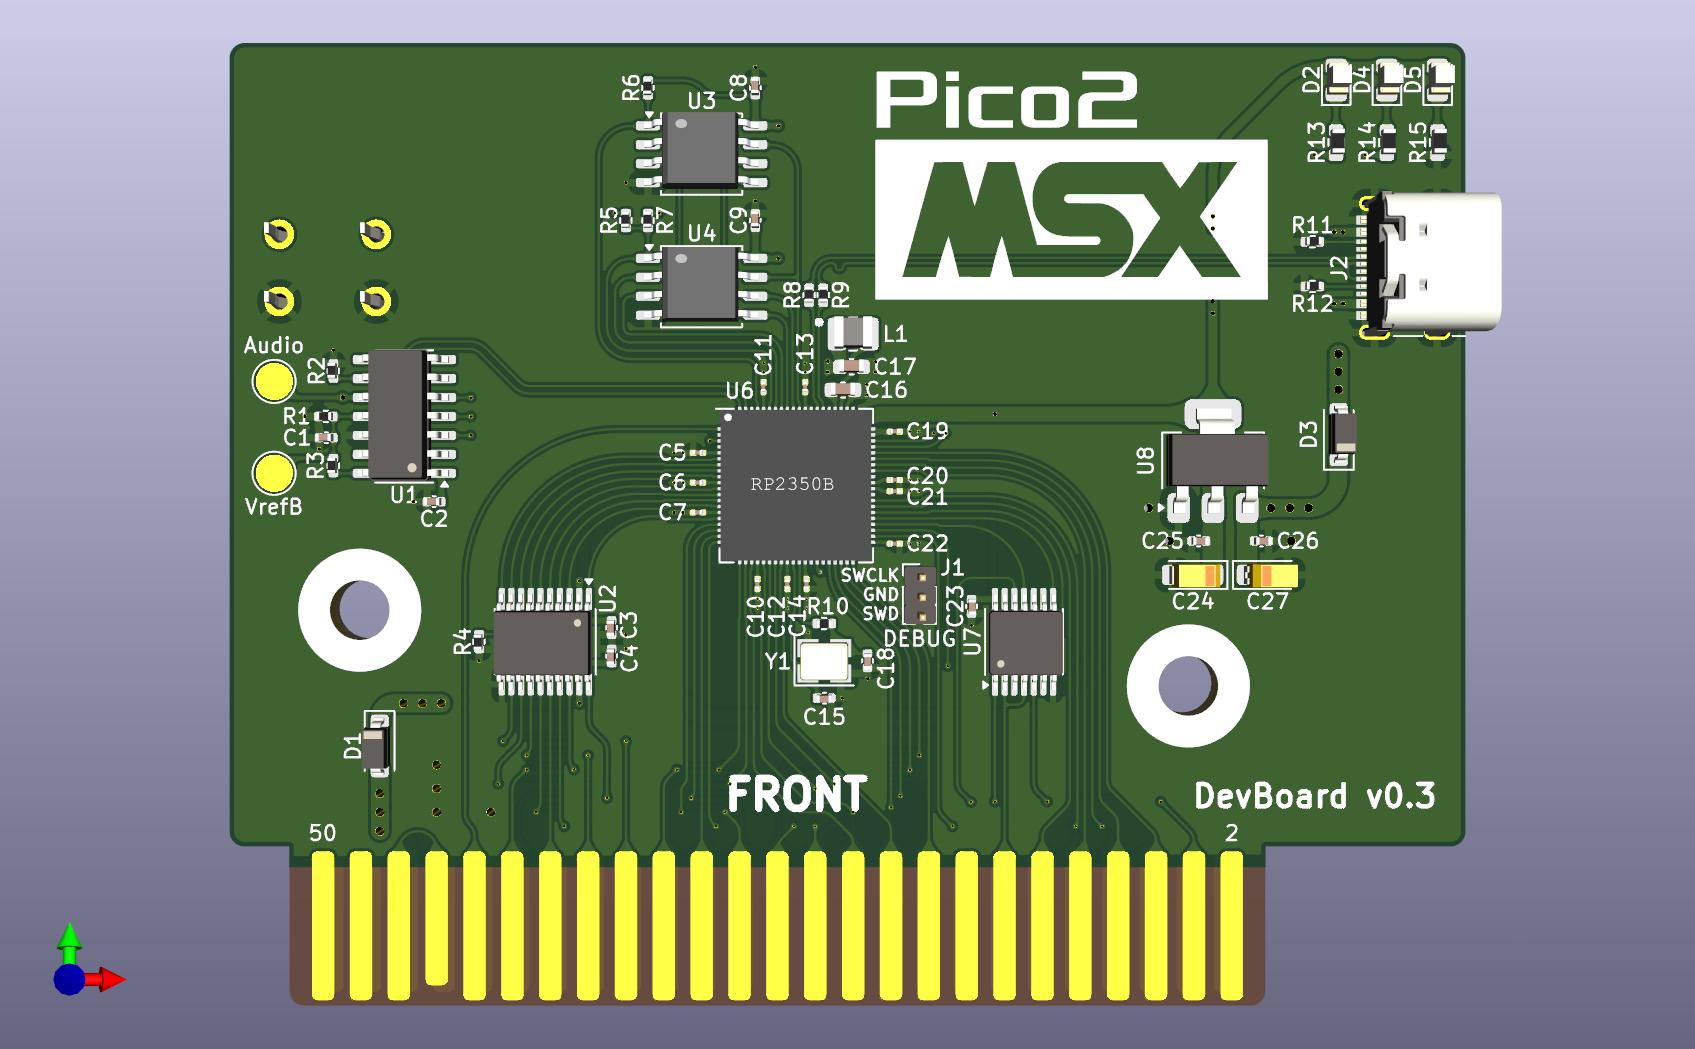 Pico2
MSX
R6
C8
U3
D2
D4
D5
R13
R14
R15
R5
R7
C9
U4
R11
J2
R12
R8
R9
Audio
L1
C11
C13
C17
C16
U6
R2
R1
C1
R3
VrefB
U1
C2
C5
C6
C7
RP2350B
C19
C20
C21
C22
U8
D3
C25
C26
C24
C27
SWCLK
GND
SWD
J1
DEBUG
C23
U7
C10
C12
C14
R10
Y1
C18
C15
R4
U2
C3
C4
D1
FRONT
DevBoard v0.3
50
2